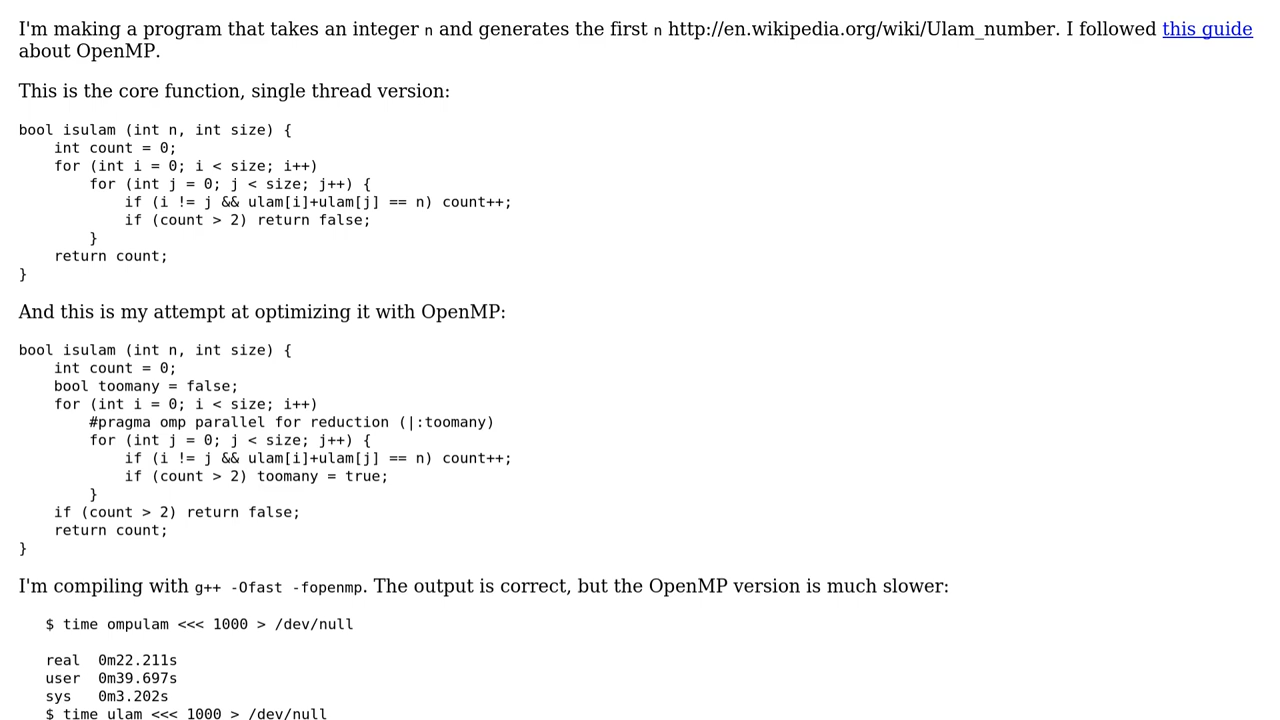 I'm making a program that takes an integer n and generates the first n http://en.wikipedia.org/wiki/Ulam_number. I followed this guide
about OpenMP.
This is the core function, single thread version:
bool isulam (int n, int size) {
    int count = 0;
    for (int i = 0; i < size; i++)
        for (int j = 0; j < size; j++) {
            if (i != j && ulam[i]+ulam[j] == n) count++;
            if (count > 2) return false;
        }
    return count;
}
And this is my attempt at optimizing it with OpenMP:
bool isulam (int n, int size) {
    int count = 0;
    bool toomany = false;
    for (int i = 0; i < size; i++)
        #pragma omp parallel for reduction (|:toomany)
        for (int j = 0; j < size; j++) {
            if (i != j && ulam[i]+ulam[j] == n) count++;
            if (count > 2) toomany = true;
        }
    if (count > 2) return false;
    return count;
}
I'm compiling with g++ -Ofast -fopenmp. The output is correct, but the OpenMP version is much slower:
$ time ompulam <<< 1000 > /dev/null
real  0m22.211s
user  0m39.697s
sys   0m3.202s
$ time ulam <<< 1000 > /dev/null